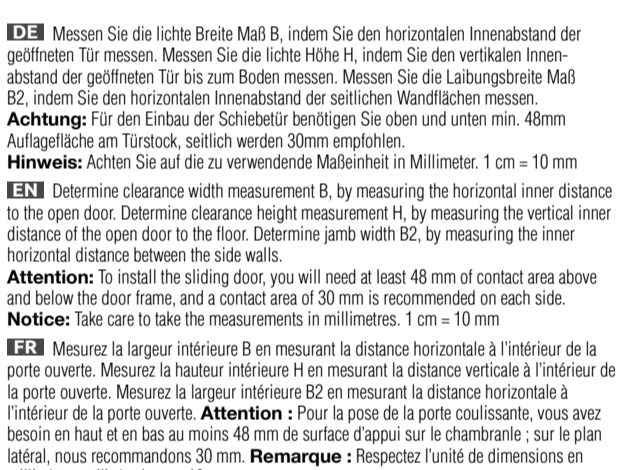 DE Messen Sie die lichte Breite Maß B, indem Sie den horizontalen Innenabstand der
geöffneten Tür messen. Messen Sie die lichte Höhe H, indem Sie den vertikalen Innen-
abstand der geöffneten Tür bis zum Boden messen. Messen Sie die Laibungsbreite Maß
B2, indem Sie den horizontalen Innenabstand der seitlichen Wandflächen messen.
Achtung: Für den Einbau der Schiebetür benötigen Sie oben und unten min. 48mm
Auflagefläche am Türstock, seitlich werden 30mm empfohlen.
Hinweis: Achten Sie auf die zu verwendende Maßeinheit in Millimeter. 1 cm = 10 mm
EN Determine clearance width measurement B, by measuring the horizontal inner distance
to the open door. Determine clearance height measurement H, by measuring the vertical inner
distance of the open door to the floor. Determine jamb width B2, by measuring the inner
horizontal distance between the side walls.
Attention: To install the sliding door, you will need at least 48 mm of contact area above
and below the door frame, and a contact area of 30 mm is recommended on each side.
Notice: Take care to take the measurements in millimetres. 1 cm = 10 mm
FR Mesurez la largeur intérieure B en mesurant la distance horizontale à l'intérieur de la
porte ouverte. Mesurez la hauteur intérieure H en mesurant la distance verticale à l'intérieur de
la porte ouverte. Mesurez la largeur intérieure B2 en mesurant la distance horizontale à
l'intérieur de la porte ouverte. Attention : Pour la pose de la porte coulissante, vous avez
besoin en haut et en bas au moins 48 mm de surface d'appui sur le chambranle ; sur le plan
latéral, nous recommandons 30 mm. Remarque : Respectez l'unité de dimensions en